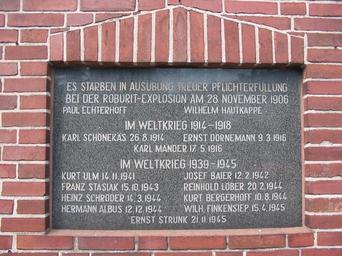 ES STARBEN IN AUSÜBUNG TREUER PFLICHTERFÜLLUNG
BEI DER ROBURIT-EXPLOSION AM 28 NOVEMBER 1906
PAUL ECHTERHOFF WILHELM HAUTKAPPE
IM WELTKRIEG 1914–1918
KARL SCHÖNEKÄS 26.8.1914 ERNST DÖRNEMANN 9.3.1916
KARL MANDER 17.5.1916
IM WELTKRIEG 1939–1945
KURT ULM 14.11.1941 JOSEF BAIER 12.2.1942
FRANZ STASIAK 15.10.1943 REINHOLD LÖBER 20.2.1944
HEINZ SCHRÖDER 14.3.1944 KURT BERGERHOFF 10.8.1944
HERMANN ALBUS 12.12.1944 WILH. FINKENSIEP 15.4.1945
ERNST STRUNK 21.11.1945